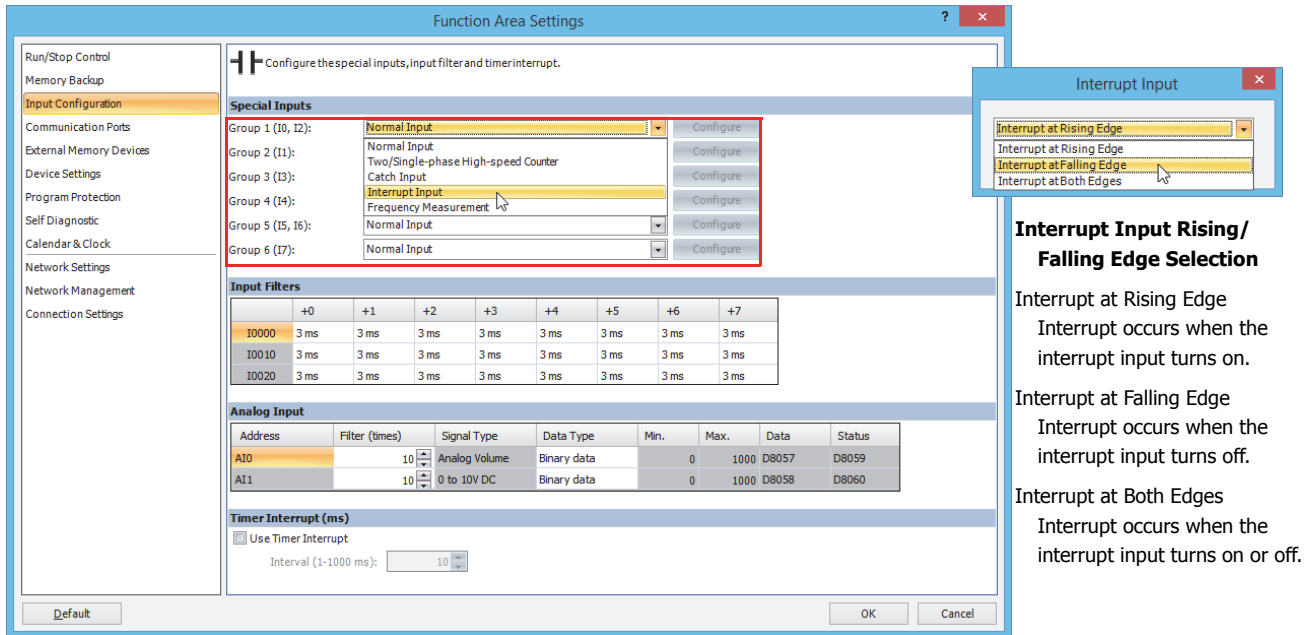 Function Area Settings
?
Run/Stop Control
Memory Backup
Input Configuration
Communication Ports
External Memory Devices
Device Settings
Program Protection
Self Diagnostic
Calendar & Clock
Network Settings
Network Management
Connection Settings
Configure the special inputs, input filter and timer interrupt.
Special Inputs
Group 1 (I0, I2): Normal Input Configure
Group 2 (I1): Configure
Group 3 (I3): Configure
Group 4 (I4): Configure
Normal Input
Two/Single-phase High-speed Counter
Catch Input
Interrupt Input
Frequency Measurement
Group 5 (I5, I6): Normal Input Configure
Group 6 (I7): Normal Input Configure
Input Filters
+0 +1 +2 +3 +4 +5 +6 +7
I0000 3 ms 3 ms 3 ms 3 ms 3 ms 3 ms 3 ms 3 ms
I0010 3 ms 3 ms 3 ms 3 ms 3 ms 3 ms 3 ms 3 ms
I0020 3 ms 3 ms 3 ms 3 ms 3 ms 3 ms 3 ms 3 ms
Analog Input
Address Filter (times) Signal Type Data Type Min. Max. Data Status
AI0 10 Analog Volume Binary data 0 1000 D8057 D8059
AI1 10 0 to 10V DC Binary data 0 1000 D8058 D8060
Timer Interrupt (ms)
Use Timer Interrupt
Interval (1-1000 ms): 10
Default
OK Cancel
Interrupt Input
Interrupt at Rising Edge
Interrupt at Rising Edge
Interrupt at Falling Edge
Interrupt at Both Edges
Interrupt Input Rising/
Falling Edge Selection
Interrupt at Rising Edge
Interrupt occurs when the
interrupt input turns on.
Interrupt at Falling Edge
Interrupt occurs when the
interrupt input turns off.
Interrupt at Both Edges
Interrupt occurs when the
interrupt input turns on or off.